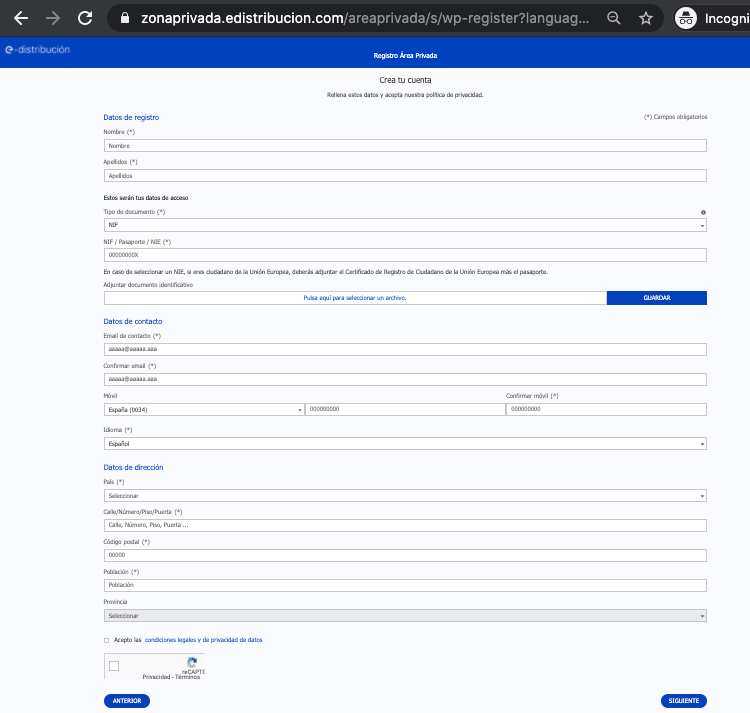 zonaprivada.edistribucion.com/areaprivada/s/wp-register?languag...
Incogni
e-distribución
Registro Área Privada
Crea tu cuenta
Rellena estos datos y acepta nuestra política de privacidad.
Datos de registro
(*) Campos obligatorios
Nombre (*)
Nombre
Apellidos (*)
Apellidos
Estos serán tus datos de acceso
Tipo de documento (*)
NIF
NIF / Pasaporte / NIE (*)
00000000X
En caso de seleccionar un NIE, si eres ciudadano de la Unión Europea, deberás adjuntar el Certificado de Registro de Ciudadano de la Unión Europea más el pasaporte.
Adjuntar documento identificativo
Pulsa aquí para seleccionar un archivo.
GUARDAR
Datos de contacto
Email de contacto (*)
aaaaa@aaaaa.aaa
Confirmar email (*)
aaaaa@aaaaa.aaa
Móvil
Confirmar móvil (*)
España (0034)
000000000
000000000
Idioma (*)
Español
Datos de dirección
País (*)
Seleccionar
Calle/Número/Piso/Puerta (*)
Calle, Número, Piso, Puerta ...
Código postal (*)
00000
Población (*)
Población
Provincia
Seleccionar
Acepto las condiciones legales y de privacidad de datos
reCAPTC
Privacidad - Términos
ANTERIOR
SIGUIENTE